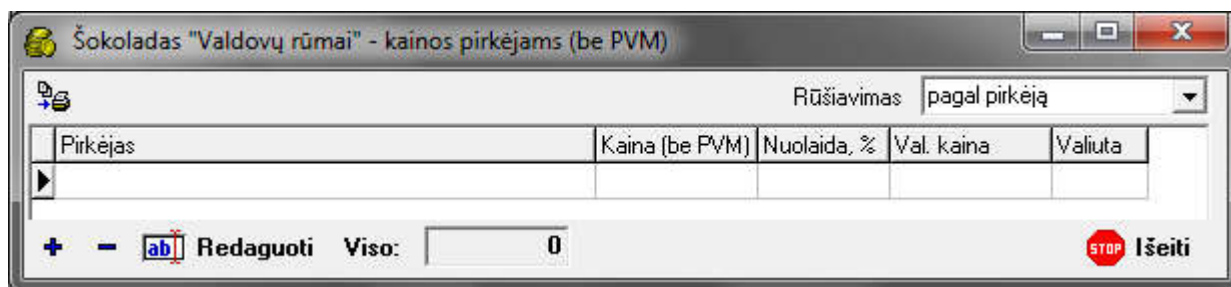 Šokoladas "Valdovų rūmai" - kainos pirkėjams (be PVM)
Rūšiavimas pagal pirkėją
Pirkėjas Kaina (be PVM) Nuolaida, % Val. kaina Valiuta
ab Redaguoti Viso: 0 STOP Išeiti